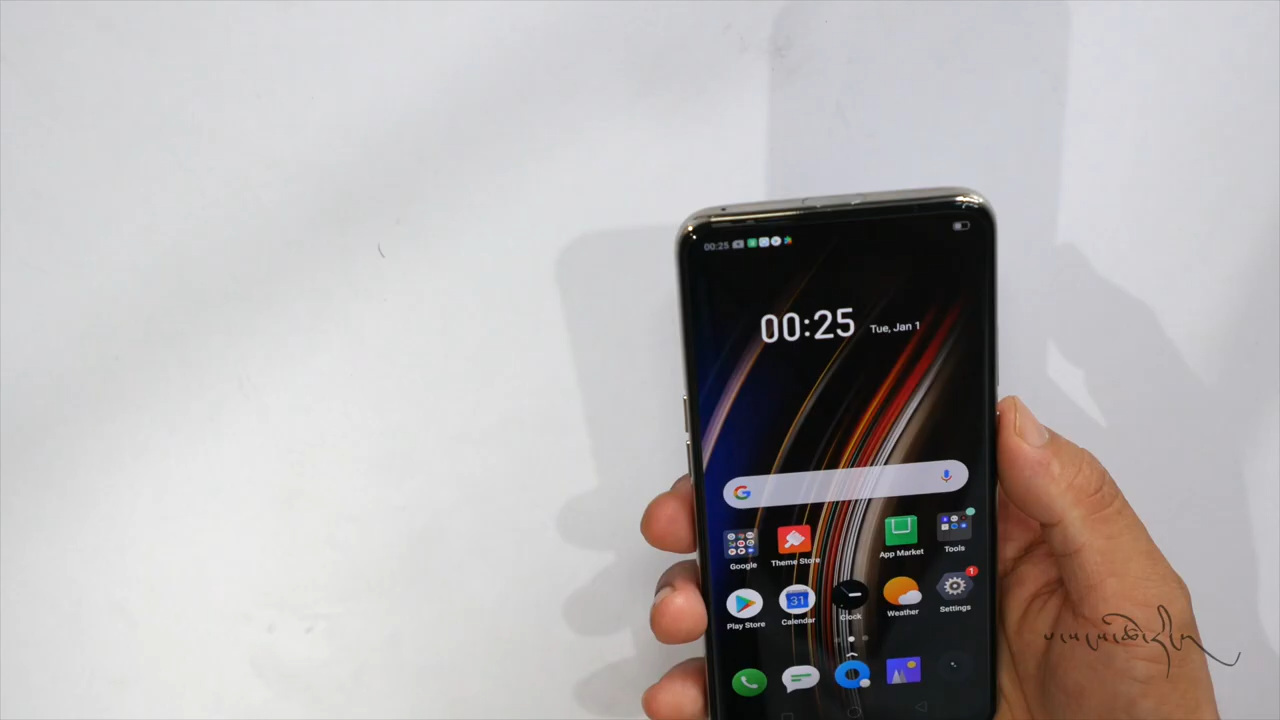 00:25
00:25 Tue, Jan 1
Google Theme Store App Market Tools
31
1
Play Store Calendar Clock Weather Settings